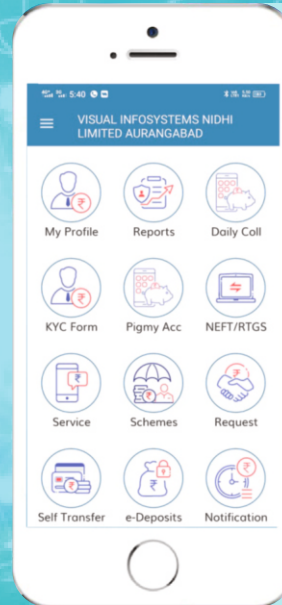 5:40
VISUAL INFOSYSTEMS NIDHI
LIMITED AURANGABAD
My Profile Reports Daily Coll
KYC Form Pigmy Acc NEFT/RTGS
Service Schemes Request
Self Transfer e-Deposits Notification